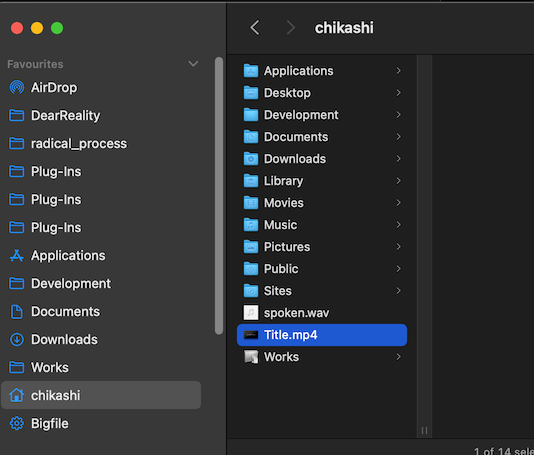 Favourites
AirDrop
DearReality
radical_process
Plug-Ins
Plug-Ins
Plug-Ins
Applications
Development
Documents
Downloads
Works
chikashi
Bigfile
chikashi
Applications
Desktop
Development
Documents
Downloads
Library
Movies
Music
Pictures
Public
Sites
spoken.wav
Title.mp4
Works
1 of 14 sele